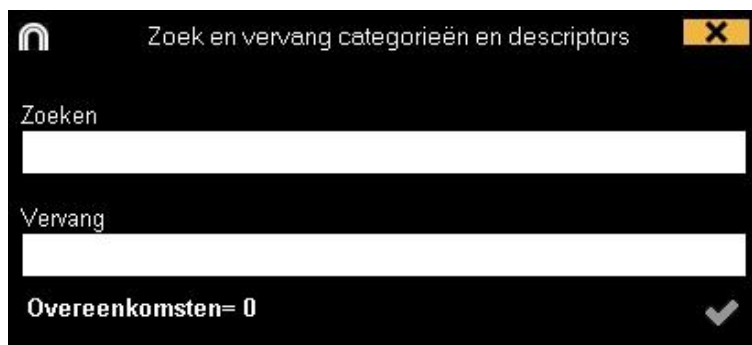 Zoek en vervang categorieën en descriptors
Zoeken
Vervang
Overeenkomsten= 0